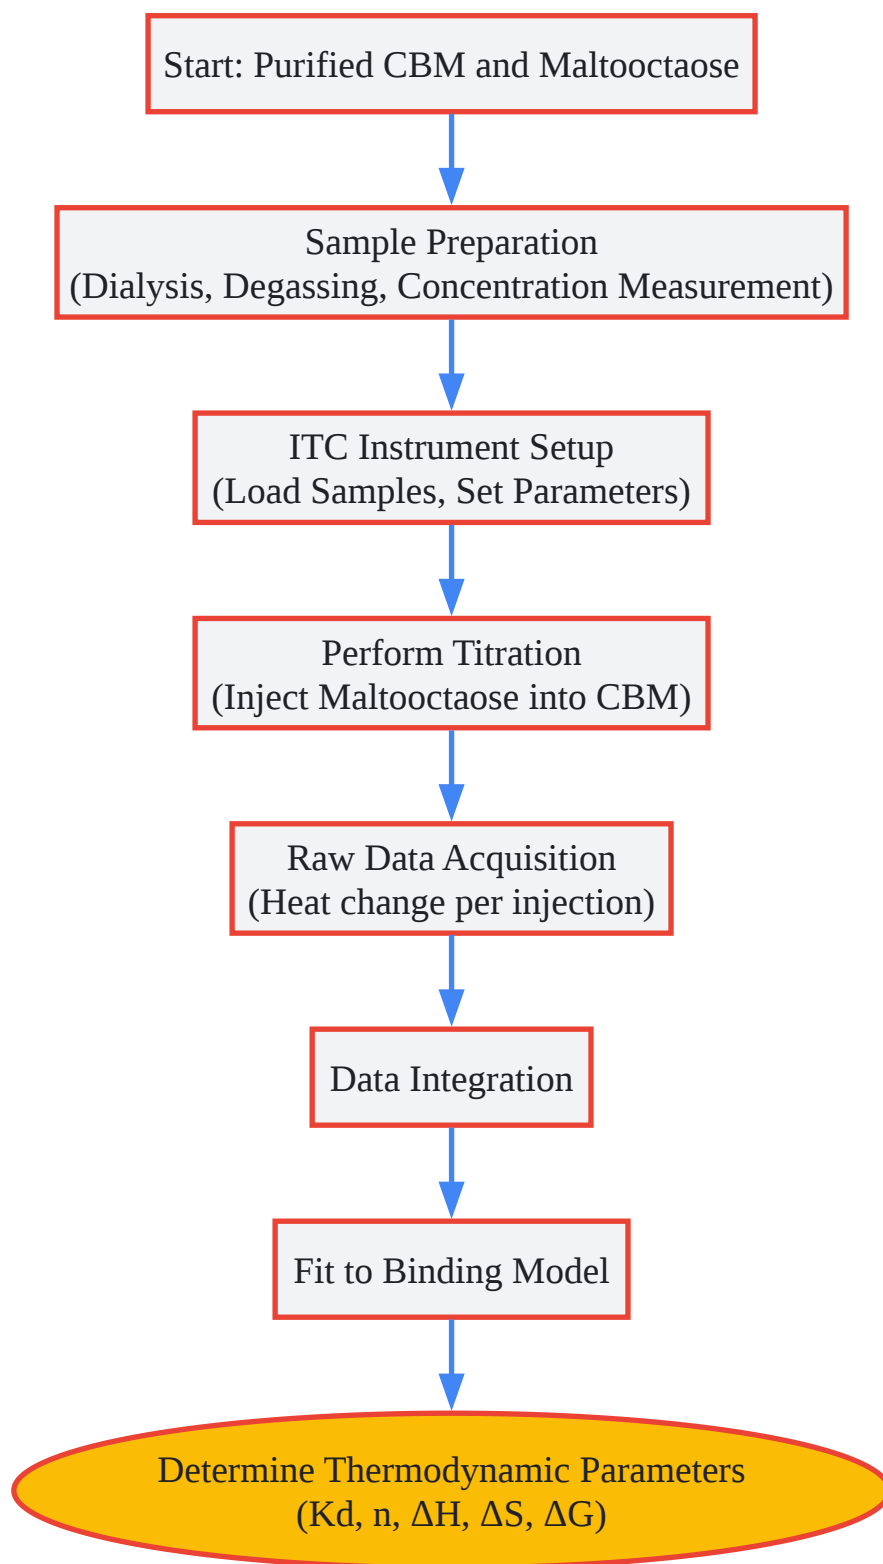 Start: Purified CBM and Maltooctaose
Sample Preparation
(Dialysis, Degassing, Concentration Measurement)
ITC Instrument Setup
(Load Samples, Set Parameters)
Perform Titration
(Inject Maltooctaose into CBM)
Raw Data Acquisition
(Heat change per injection)
Data Integration
Fit to Binding Model
Determine Thermodynamic Parameters
(Kd, n, ΔH, ΔS, ΔG)